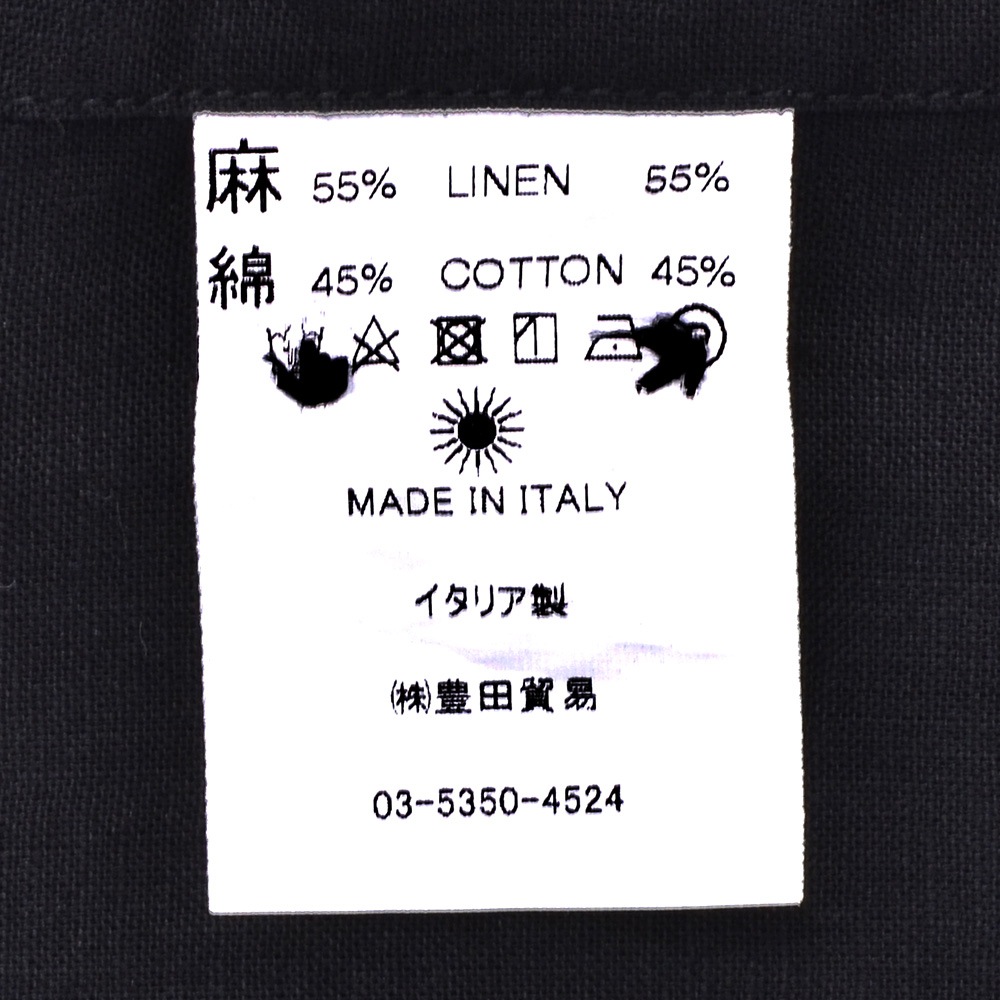 麻 55% LINEN 55%
綿 45% COTTON 45%
MADE IN ITALY
イタリア製
㈱豊田貿易
03-5350-4524